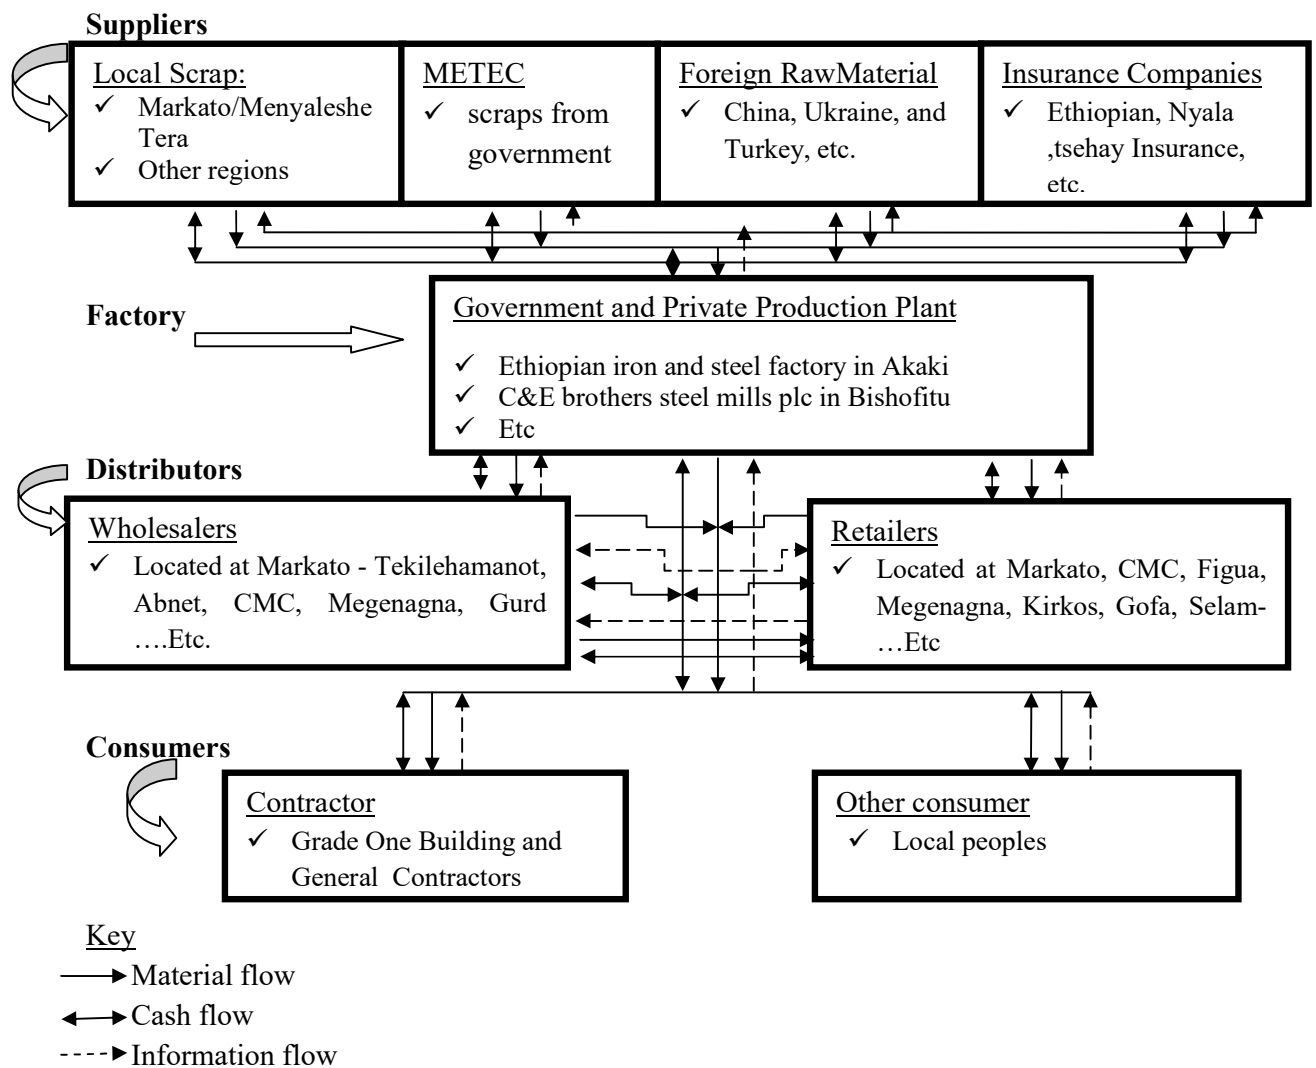 Suppliers
Local Scrap:
✓ Markato/Menyaleshe
Tera
✓ Other regions
METEC
✓ scraps from
government
Foreign RawMaterial
✓ China, Ukraine, and
Turkey, etc.
Insurance Companies
✓ Ethiopian, Nyala
,tsehay Insurance,
etc.
Factory
Government and Private Production Plant
✓ Ethiopian iron and steel factory in Akaki
✓ C&E brothers steel mills plc in Bishofitu
✓ Etc
Distributors
Wholesalers
✓ Located at Markato - Tekilehamanot,
Abnet, CMC, Megenagna, Gurd
….Etc.
Retailers
✓ Located at Markato, CMC, Figua,
Megenagna, Kirkos, Gofa, Selam-
…Etc
Consumers
Contractor
✓ Grade One Building and
General Contractors
Other consumer
✓ Local peoples
Key
Material flow
Cash flow
Information flow